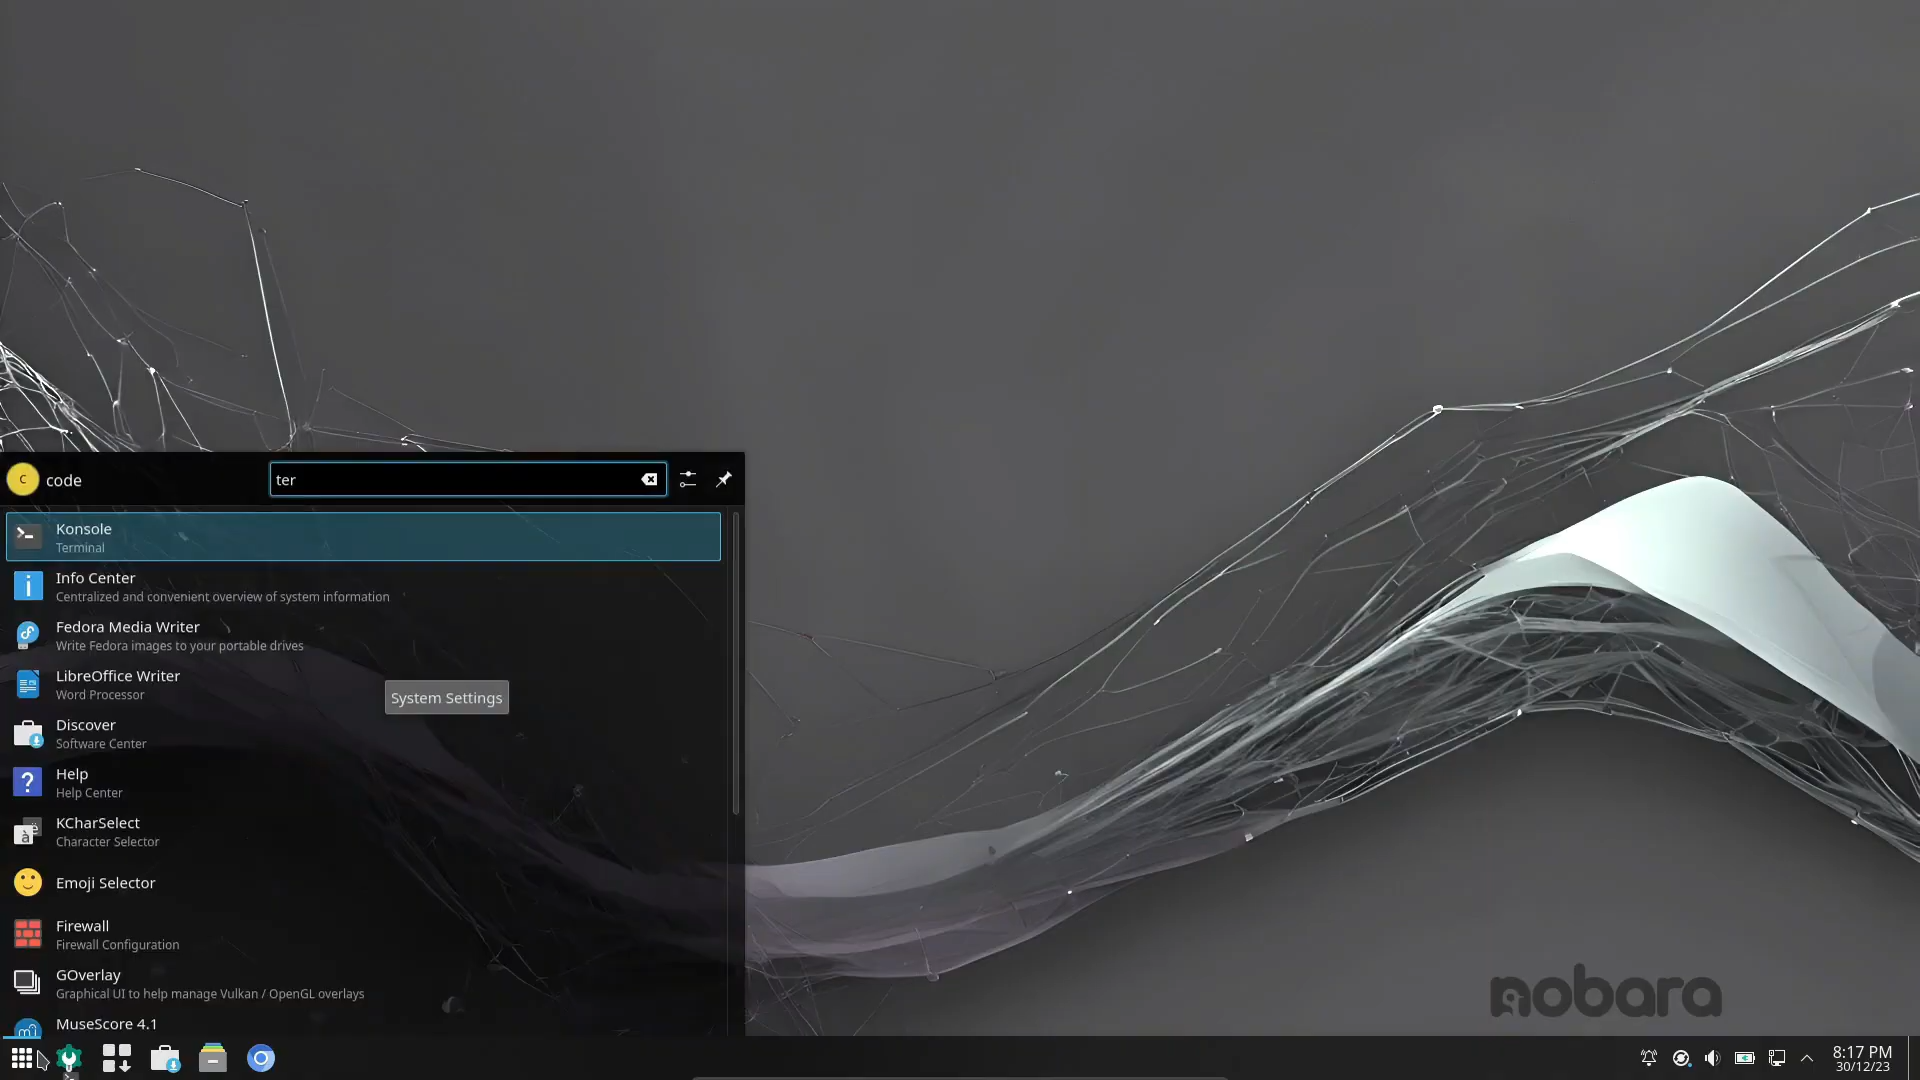 C
code
ter
Konsole
Terminal
Info Center
Centralized and convenient overview of system information
Fedora Media Writer
Write Fedora images to your portable drives
LibreOffice Writer
Word Processor
System Settings
Discover
Software Center
Help
Help Center
KCharSelect
Character Selector
Emoji Selector
Firewall
Firewall Configuration
GOverlay
Graphical UI to help manage Vulkan / OpenGL overlays
MuseScore 4.1
nobara
8:17 PM
30/12/23